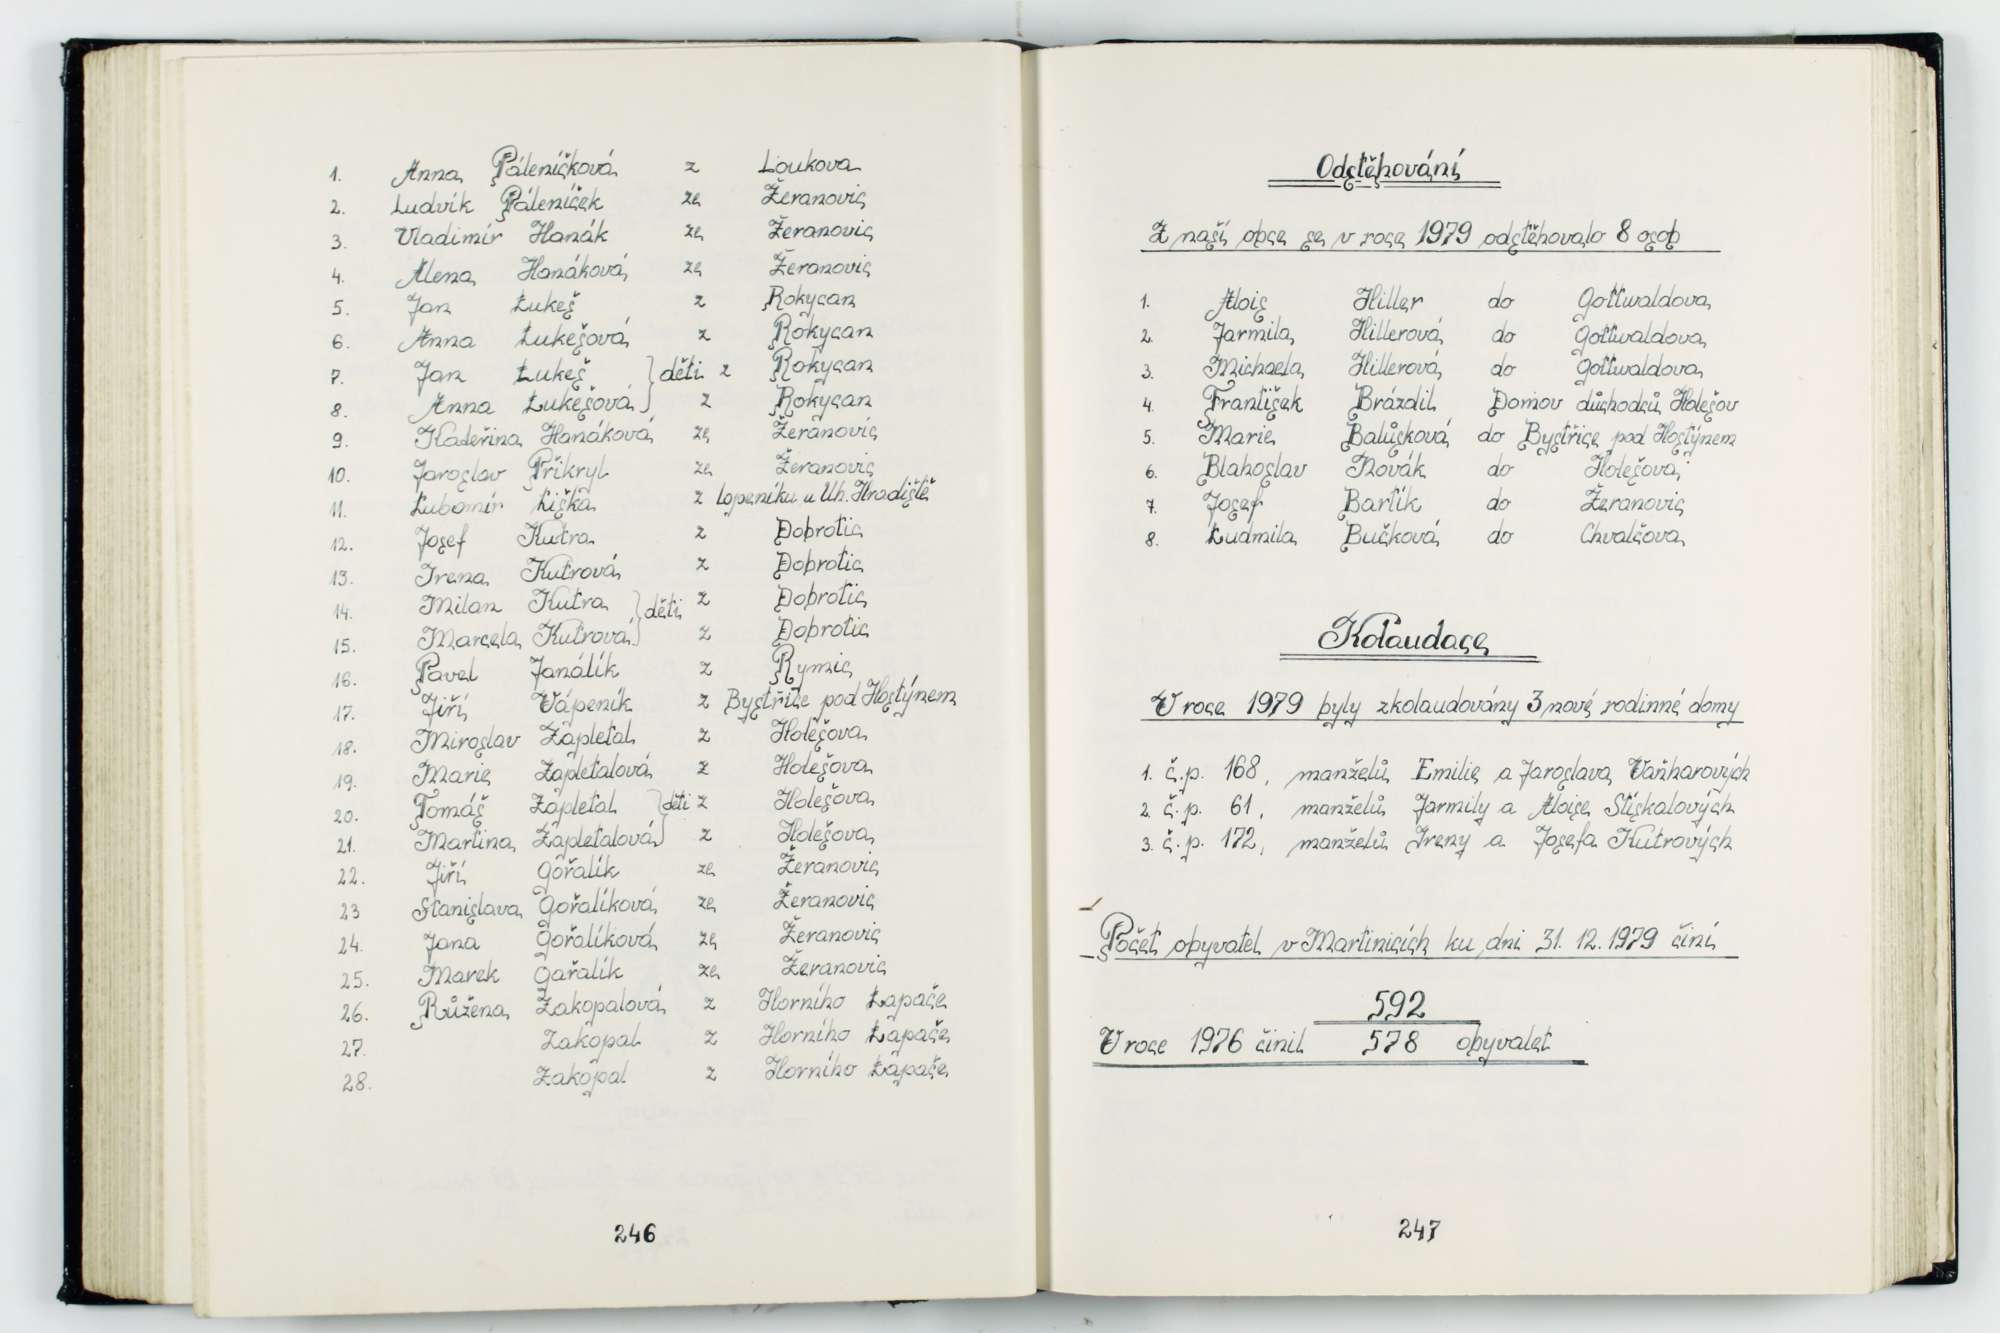 1. Anna Páleníčková z Loukova
2. Ludvík Páleníček ze Žeranovic
3. Vladimír Hanák ze Žeranovic
4. Alena Hanáková ze Žeranovic
5. Jan Lukeš z Rokycan
6. Anna Lukešová z Rokycan
7. Jan Lukeš } děti z Rokycan
8. Anna Lukešová z Rokycan
9. Kateřina Hanáková ze Žeranovic
10. Jaroslav Přikryl ze Žeranovic
11. Lubomír Liška z Lopeníku u Uh. Hradiště
12. Josef Kutra z Dobrotic
13. Irena Kutrová z Dobrotic
14. Milan Kutra } děti z Dobrotic
15. Marcela Kutrová z Dobrotic
16. Pavel Janálík z Rymic
17. Jiří Vápeník z Bystřice pod Hostýnem
18. Miroslav Zapletal z Holešova
19. Marie Zapletalová z Holešova
20. Tomáš Zapletal } děti z Holešova
21. Martina Zapletalová z Holešova
22. Jiří Gořalík ze Žeranovic
23 Stanislava Gořalíková ze Žeranovic
24. Jana Gořalíková ze Žeranovic
25. Marek Gařalík ze Žeranovic
26. Růžena Zakopalová z Horního Lapače
27. Zakopal z Horního Lapače
28. Zakopal z Horního Lapače
246
Odstěhování
Z naší obce se v roce 1979 odstěhovalo 8 osob
1. Alois Hiller do Gottwaldova
2. Jarmila Hillerová do Gottwaldova
3. Michaela Hillerová do Gottwaldova
4. František Brázdil Domov důchodců Holešov
5. Marie Balůsková do Bystřice pod Hostýnem
6. Blahoslav Novák do Holešova
7. Josef Bartík do Žeranovic
8. Ludmila Bučková do Chvalčova
Kolaudace
V roce 1979 byly zkolaudovány 3 nové rodinné domy
1. č.p. 168, manželů Emilie a Jaroslava Vaňharových
2. č.p. 61, manželů Jarmily a Aloise Stískalových
3. č.p. 172, manželů Ireny a Josefa Kutrových
Počet obyvatel v Martinicích ku dni 31. 12. 1979 činí
592
V roce 1976 činil 578 obyvatel
247